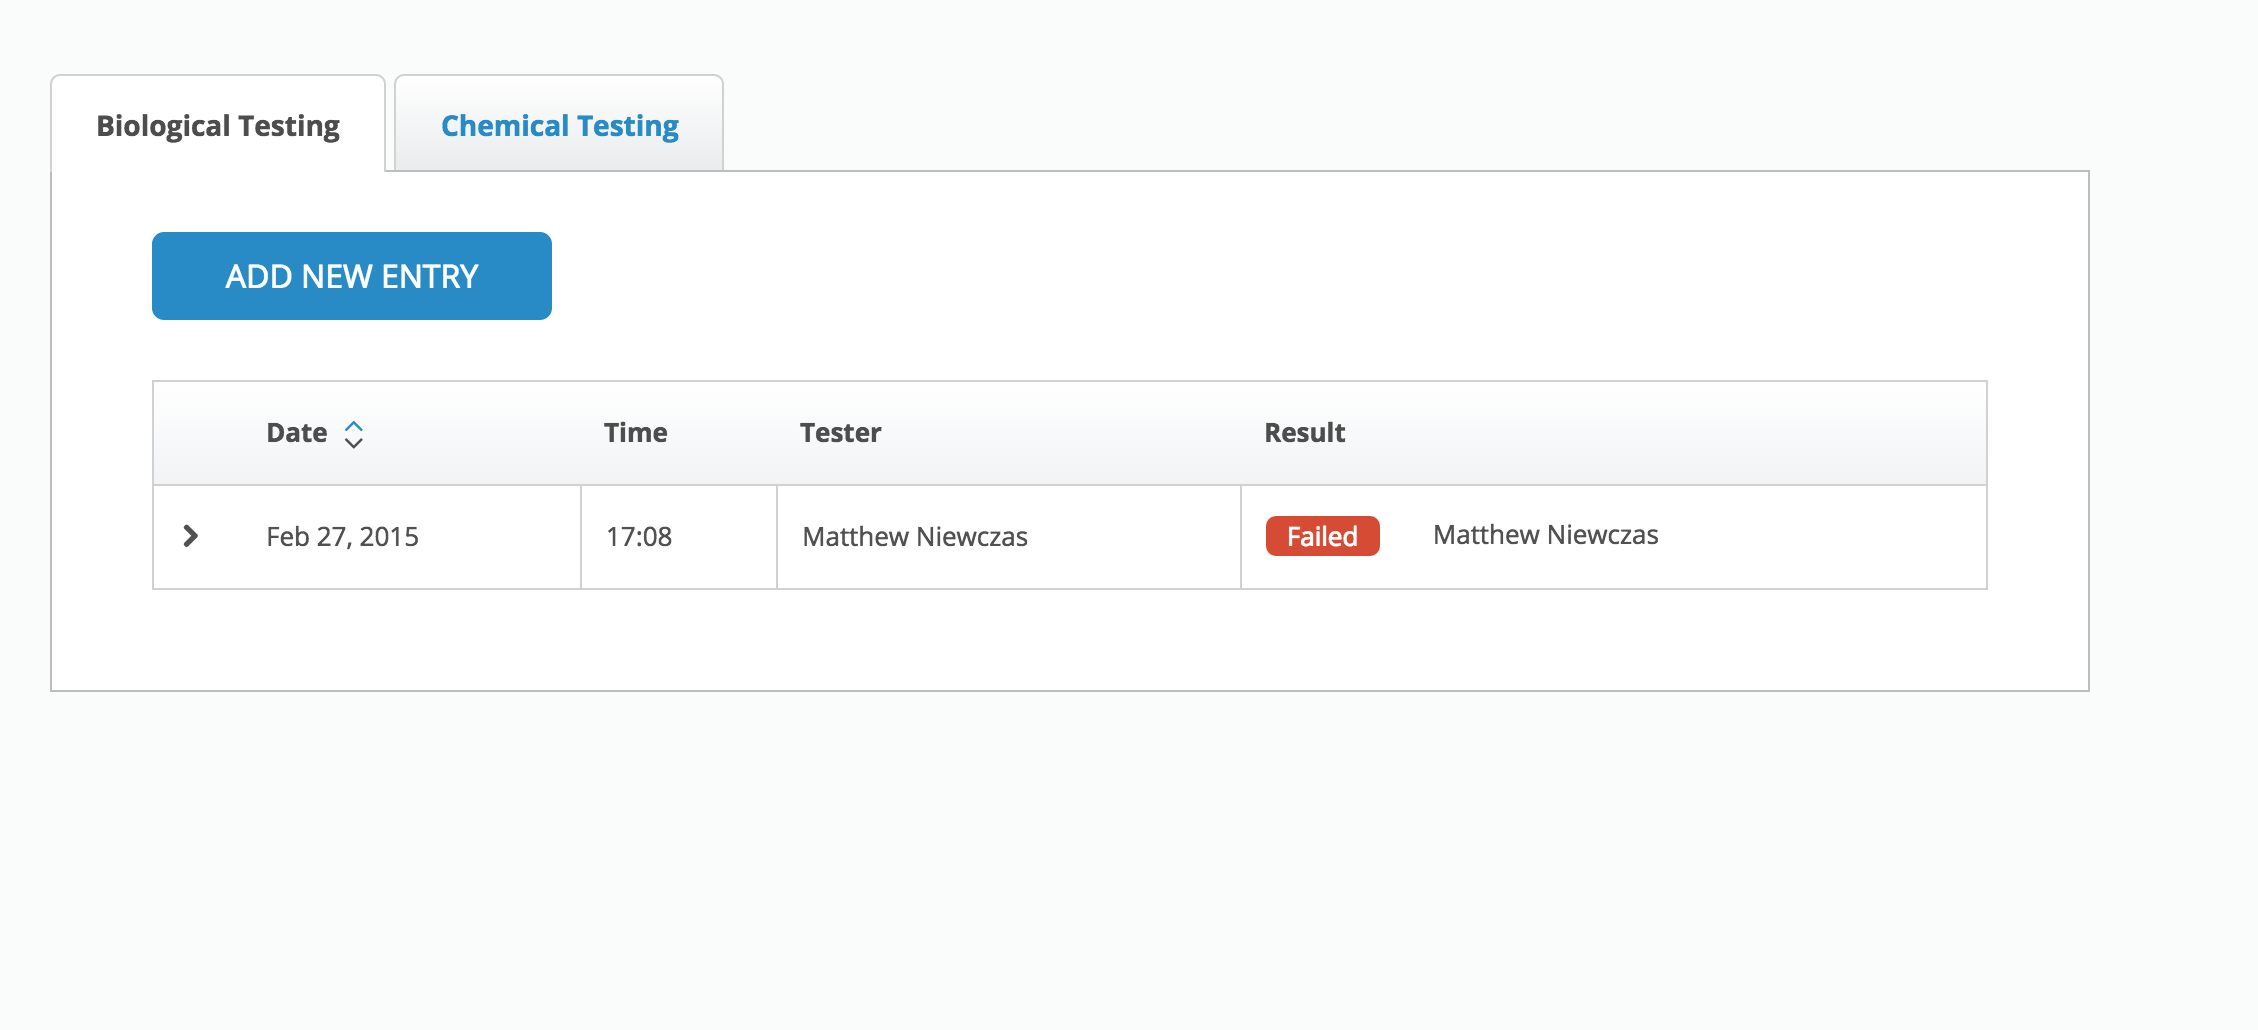 Biological Testing Chemical Testing
ADD NEW ENTRY
Date Time Tester Result
Feb 27, 2015 17:08 Matthew Niewczas Failed Matthew Niewczas